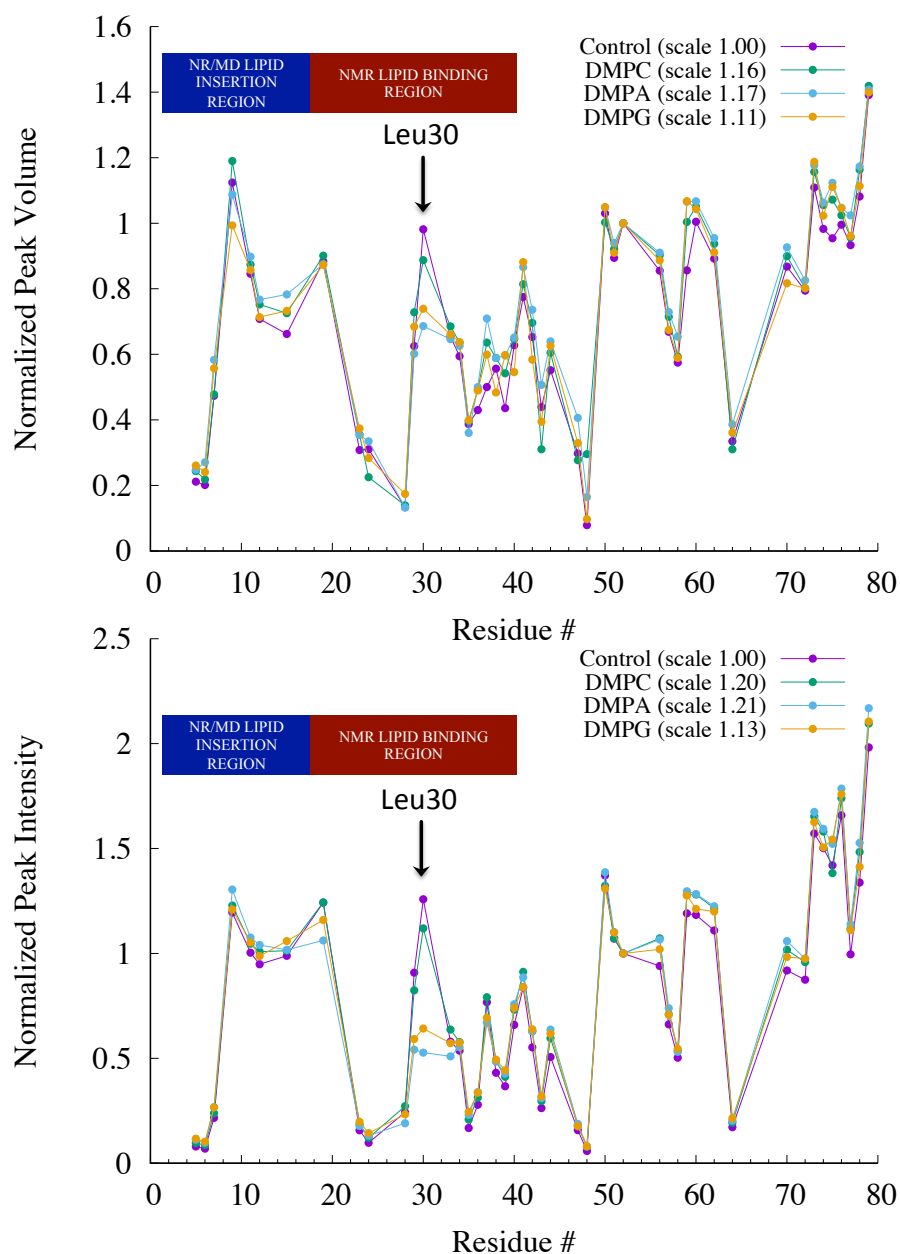 1.6
1.4
1.2
1
0.8
0.6
0.4
0.2
0
Normalized Peak Volume
NR/MD LIPID
INSERTION
REGION
NMR LIPID BINDING
REGION
Leu30
Control (scale 1.00)
DMPC (scale 1.16)
DMPA (scale 1.17)
DMPG (scale 1.11)
0 10 20 30 40 50 60 70 80
Residue #
2.5
2
1.5
1
0.5
0
Normalized Peak Intensity
NR/MD LIPID
INSERTION
REGION
NMR LIPID BINDING
REGION
Leu30
Control (scale 1.00)
DMPC (scale 1.20)
DMPA (scale 1.21)
DMPG (scale 1.13)
0 10 20 30 40 50 60 70 80
Residue #